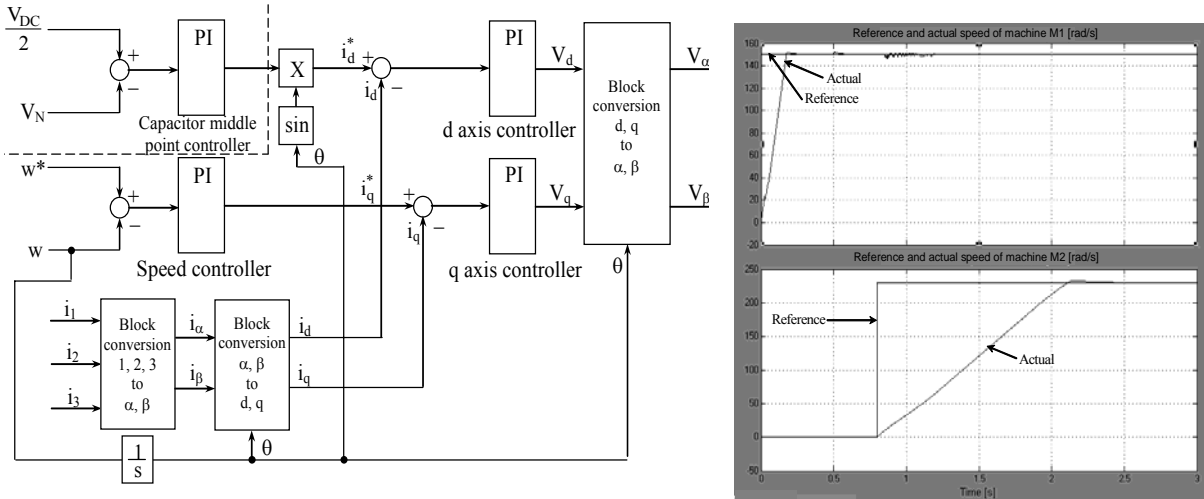 V_DC
2
V_N
+
−
PI
Capacitor middle
point controller
X
sin
θ
i_d*
i_d
−
PI
d axis controller
V_d
Block
conversion
d, q
to
α, β
V_α
V_β
θ
w*
w
+
−
PI
Speed controller
i_q*
+
i_q
−
PI
q axis controller
V_q
i_1
i_2
i_3
Block
conversion
1, 2, 3
to
α, β
i_α
i_β
Block
conversion
α, β
to
d, q
i_d
i_q
θ
1
s
Reference and actual speed of machine M1 [rad/s]
160
140
120
100
80
60
40
20
0
-20
Actual
Reference
Reference and actual speed of machine M2 [rad/s]
250
200
150
100
50
0
-50
Reference
Actual
0
0.5
1
1.5
2
2.5
3
Time [s]